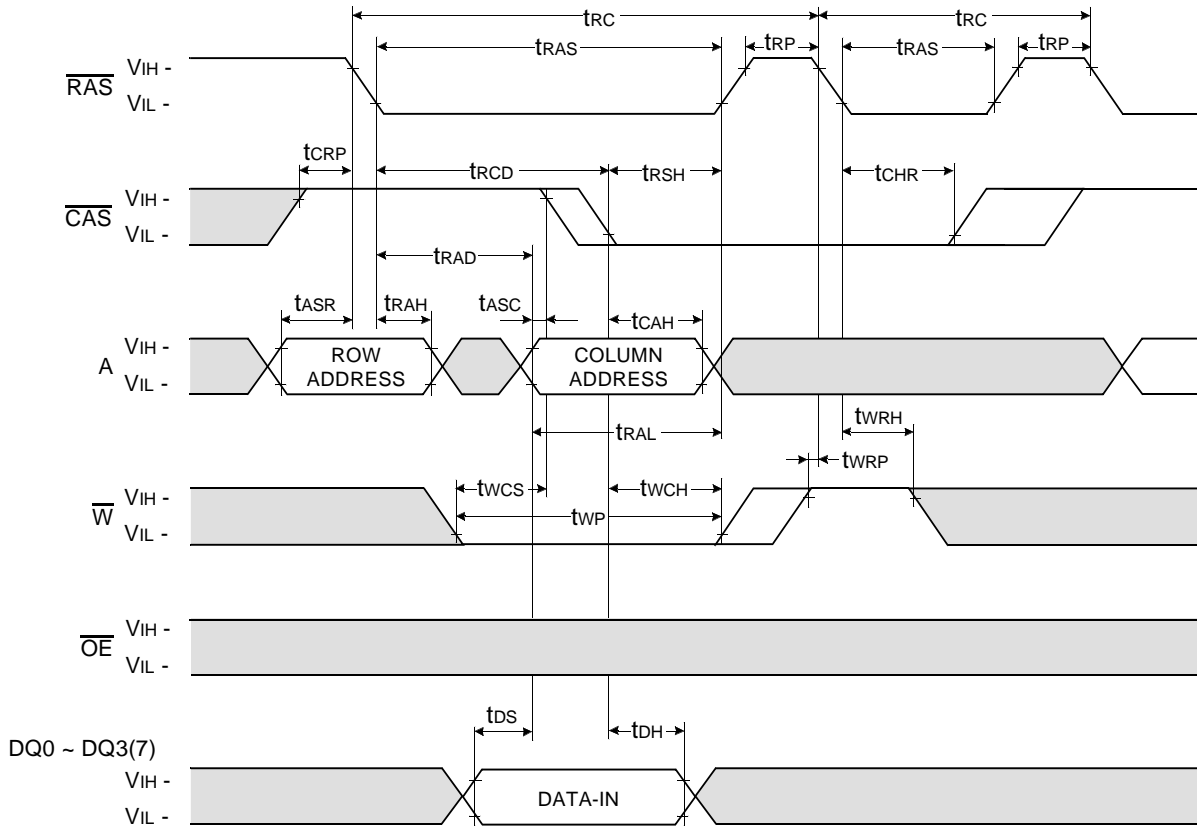 tRC tRC
tRAS tRP tRAS tRP
RAS VIH -
VIL -
tCRP tRCD tRSH tCHR
CAS VIH -
VIL -
tRAD
tASR tRAH tASC tCAH
A VIH -
VIL -
ROW ADDRESS
COLUMN ADDRESS
tRAL tWRH
tWRP
W VIH -
VIL -
tWCS tWCH
tWP
OE VIH -
VIL -
tDS tDH
DQ0 ~ DQ3(7)
VIH -
VIL -
DATA-IN